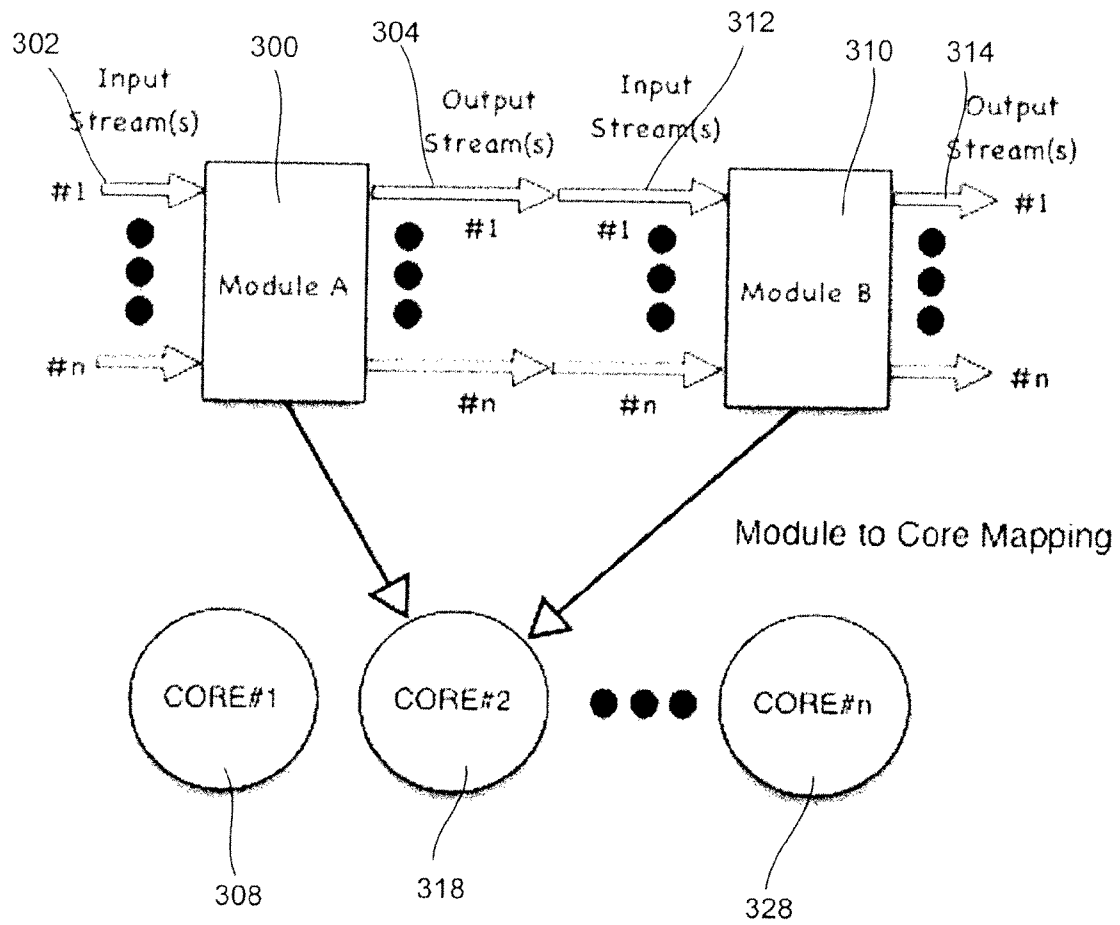 302
300
304
312
310
314
Input
Stream(s)
Output
Stream(s)
Input
Stream(s)
Output
Stream(s)
#1
#1
#1
#1
Module A
Module B
#n
#n
#n
#n
Module to Core Mapping
CORE#1
CORE#2
CORE#n
308
318
328